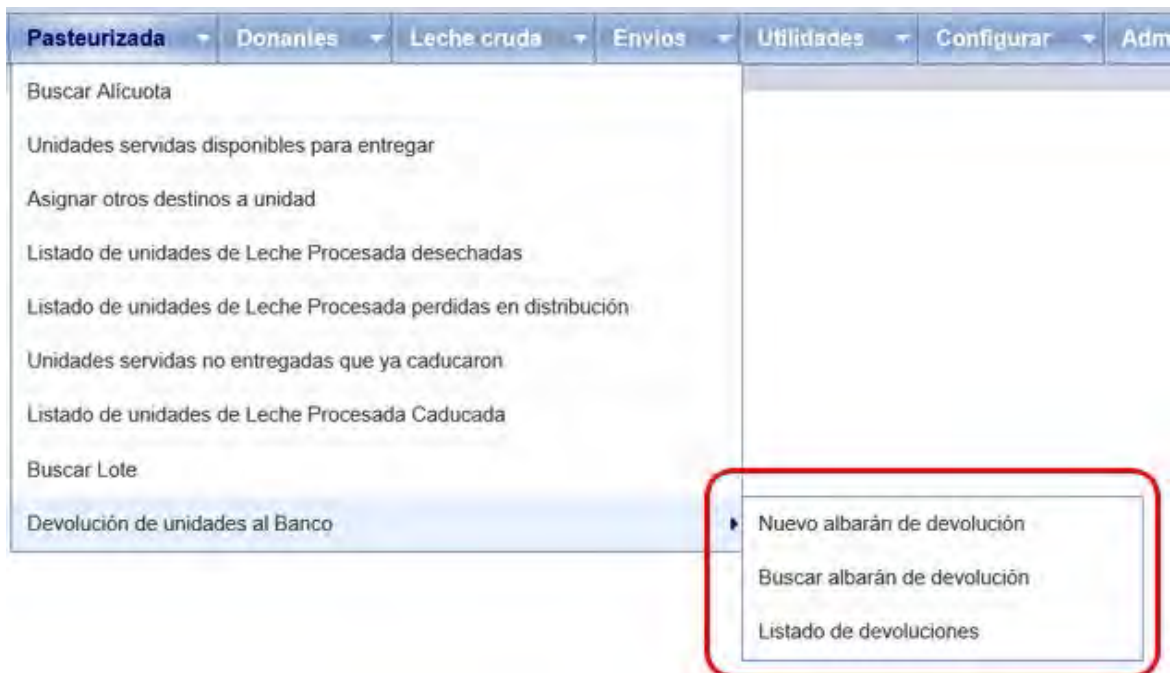 Pasteurizada Donantes Leche cruda Envíos Utilidades Configurar Adm
Buscar Alícuota
Unidades servidas disponibles para entregar
Asignar otros destinos a unidad
Listado de unidades de Leche Procesada desechadas
Listado de unidades de Leche Procesada perdidas en distribución
Unidades servidas no entregadas que ya caducaron
Listado de unidades de Leche Procesada Caducada
Buscar Lote
Devolución de unidades al Banco
Nuevo albarán de devolución
Buscar albarán de devolución
Listado de devoluciones